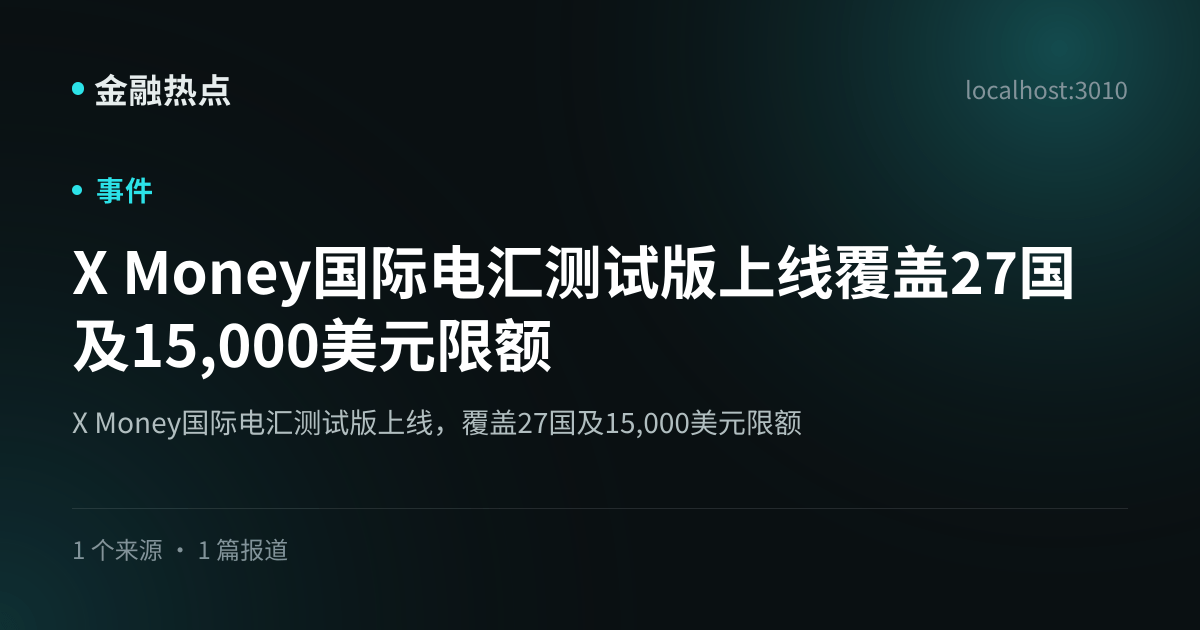 金融热点
localhost:3010
事件
X Money国际电汇测试版上线覆盖27国
及15,000美元限额
X Money国际电汇测试版上线，覆盖27国及15,000美元限额
1 个来源 · 1 篇报道